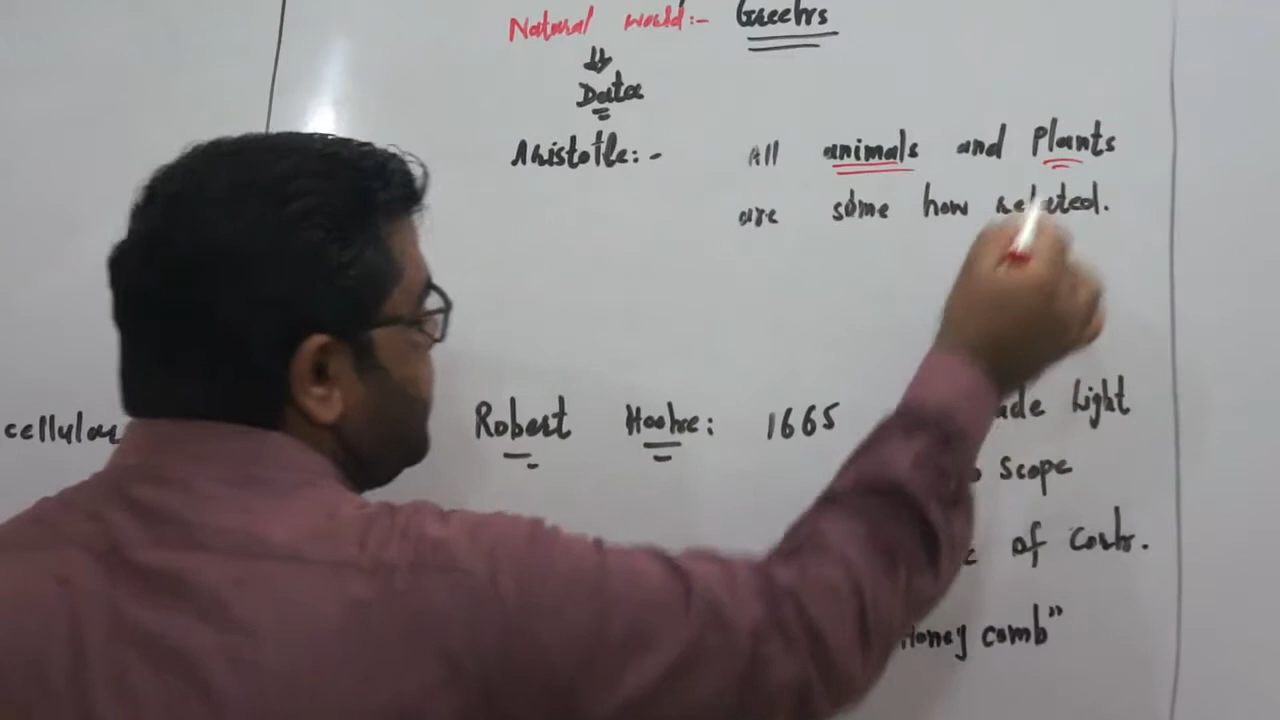 Natural world:- Greeks
Data
Aristotle:- All animals and Plants
are some how related.
cellular
Robert Hooke: 1665
Light
scope
of Cork.
Honey comb"